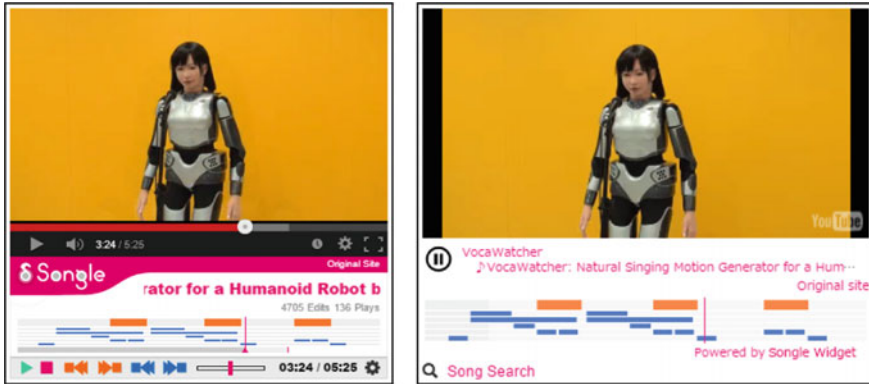 3:24 / 5:25
Songle
Original Site
rator for a Humanoid Robot b
4705 Edits 136 Plays
03:24 / 05:25
YouTube
VocaWatcher
♪VocaWatcher: Natural Singing Motion Generator for a Hum…
Original site
Powered by Songle Widget
Song Search